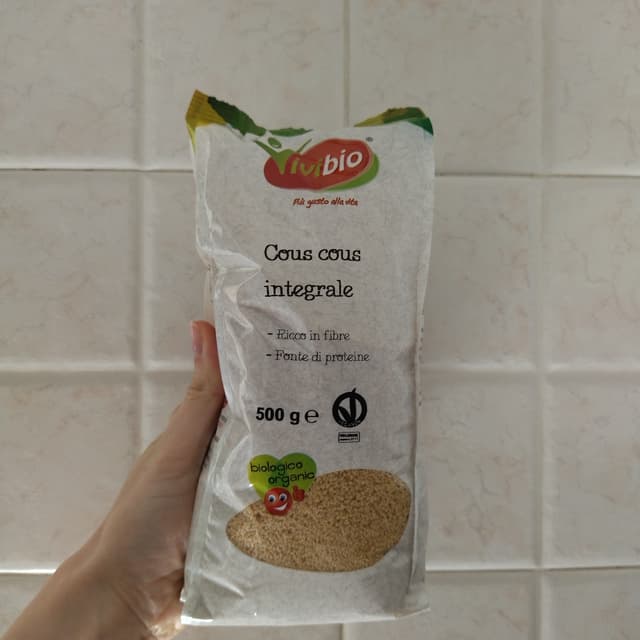 Vivibio
Più gusto alla vita
Cous cous
integrale
- Ricco in fibre
- Fonte di proteine
500 g e
biologico
organic